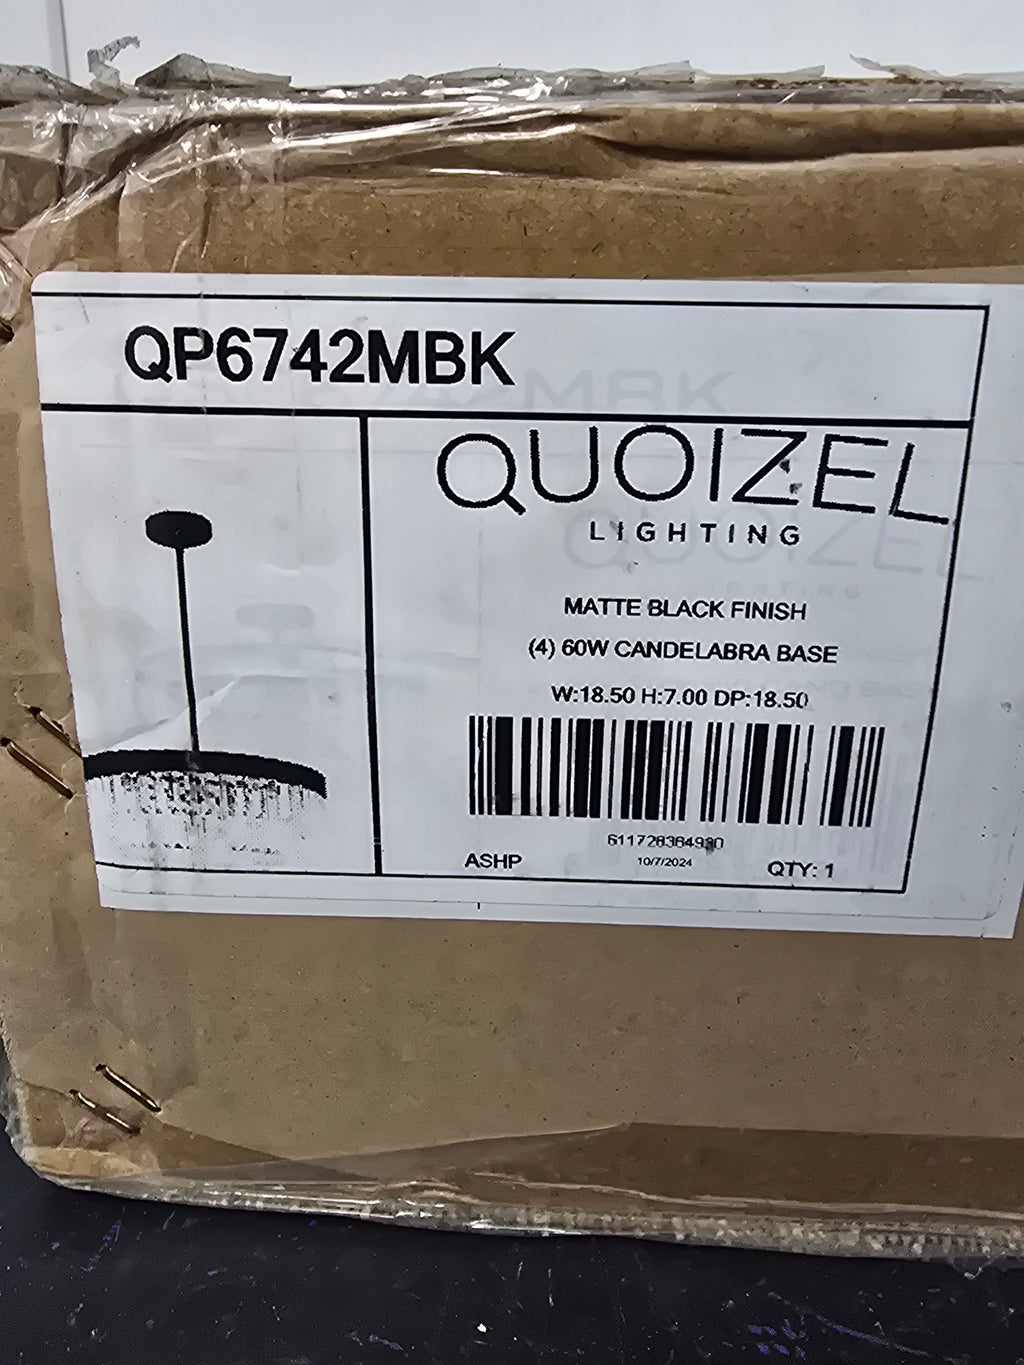 QP6742MBK
QUOIZEL
LIGHTING
MATTE BLACK FINISH
(4) 60W CANDELABRA BASE
W:18.50 H:7.00 DP:18.50
611728384930
ASHP
10/7/2024
QTY: 1